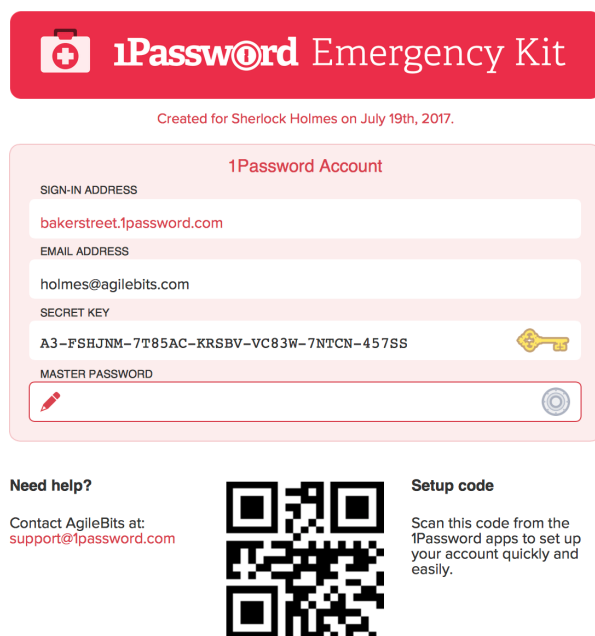 1Password Emergency Kit
Created for Sherlock Holmes on July 19th, 2017.
1Password Account
SIGN-IN ADDRESS
bakerstreet.1password.com
EMAIL ADDRESS
holmes@agilebits.com
SECRET KEY
A3-FSHJNM-7T85AC-KRSBV-VC83W-7NTCN-457SS
MASTER PASSWORD
Need help?
Contact AgileBits at:
support@1password.com
Setup code
Scan this code from the
1Password apps to set up
your account quickly and
easily.